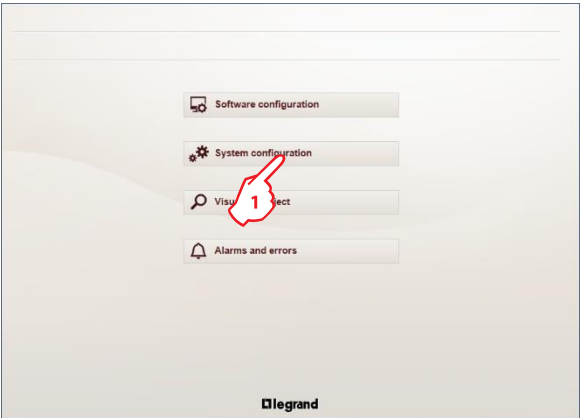 Software configuration
System configuration
1
Alarms and errors
legrand